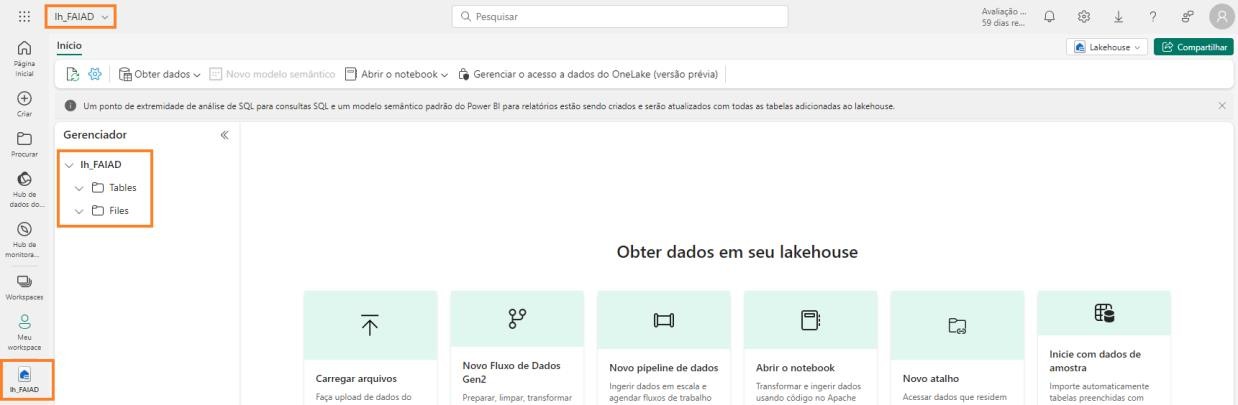 lh_FAIAD
Pesquisar
Avaliação ...
59 dias re...
Início
Lakehouse
Compartilhar
Obter dados
Novo modelo semântico
Abrir o notebook
Gerenciar o acesso a dados do OneLake (versão prévia)
Um ponto de extremidade de análise de SQL para consultas SQL e um modelo semântico padrão do Power BI para relatórios estão sendo criados e serão atualizados com todas as tabelas adicionadas ao lakehouse.
Página
Inicial
Criar
Procurar
Hub de
dados do...
Hub de
monitora...
Workspaces
Meu
workspace
lh_FAIAD
Gerenciador
lh_FAIAD
Tables
Files
Obter dados em seu lakehouse
Carregar arquivos
Faça upload de dados do
Novo Fluxo de Dados
Gen2
Preparar, limpar, transformar
Novo pipeline de dados
Ingerir dados em escala e
agendar fluxos de trabalho
Abrir o notebook
Transformar e ingerir dados
usando código no Apache
Novo atalho
Acessar dados que residem
Inicie com dados de
amostra
Importe automaticamente
tabelas preenchidas com